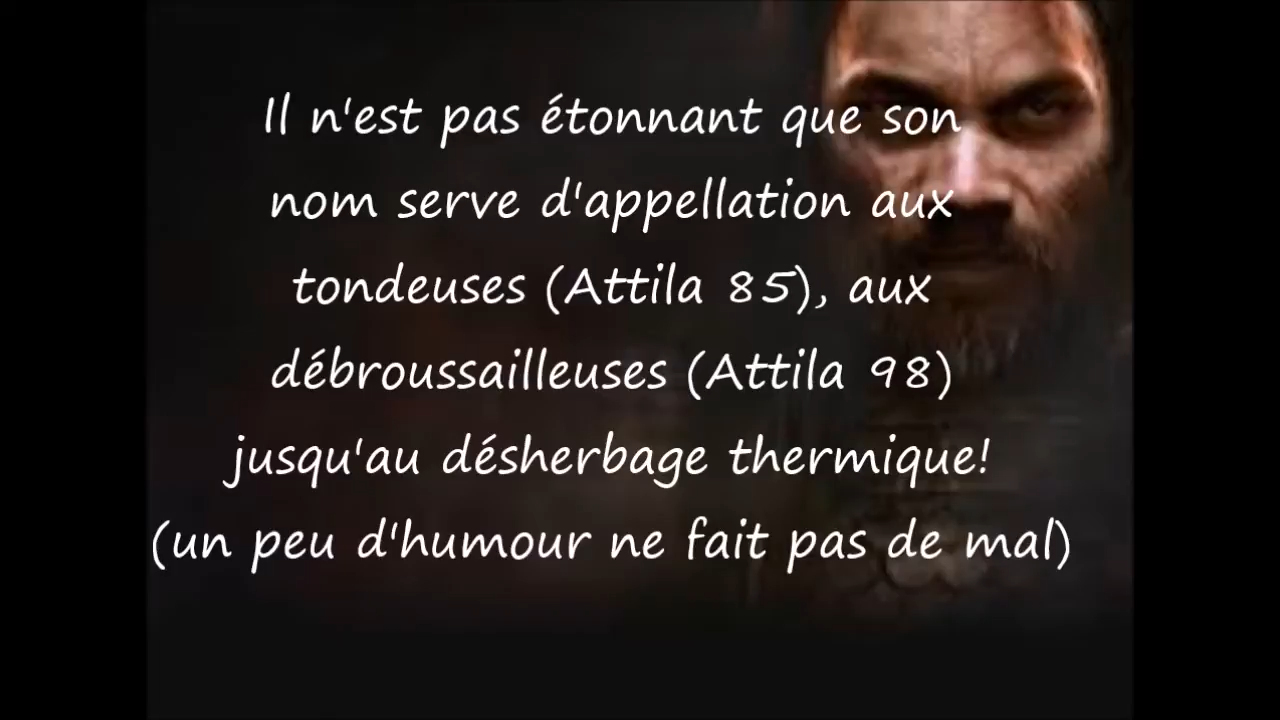 Il n'est pas étonnant que son
nom serve d'appellation aux
tondeuses (Attila 85), aux
débroussailleuses (Attila 98)
jusqu'au désherbage thermique!
(un peu d'humour ne fait pas de mal)